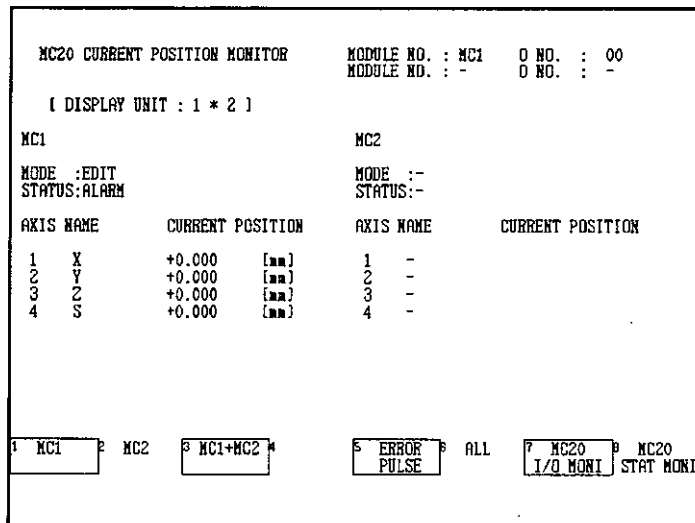 MC20 CURRENT POSITION MONITOR MODULE NO. : MC1 O NO. : 00
MODULE NO. : - O NO. : -
[ DISPLAY UNIT : 1 * 2 ]
MC1 MC2
MODE :EDIT MODE :-
STATUS:ALARM STATUS:-
AXIS NAME CURRENT POSITION AXIS NAME CURRENT POSITION
1 X +0.000 [mm] 1 -
2 Y +0.000 [mm] 2 -
3 Z +0.000 [mm] 3 -
4 S +0.000 [mm] 4 -
1 MC1 2 MC2 3 MC1+MC2 4 5 ERROR 6 ALL 7 MC20 8 MC20
PULSE I/O MONI STAT MONI